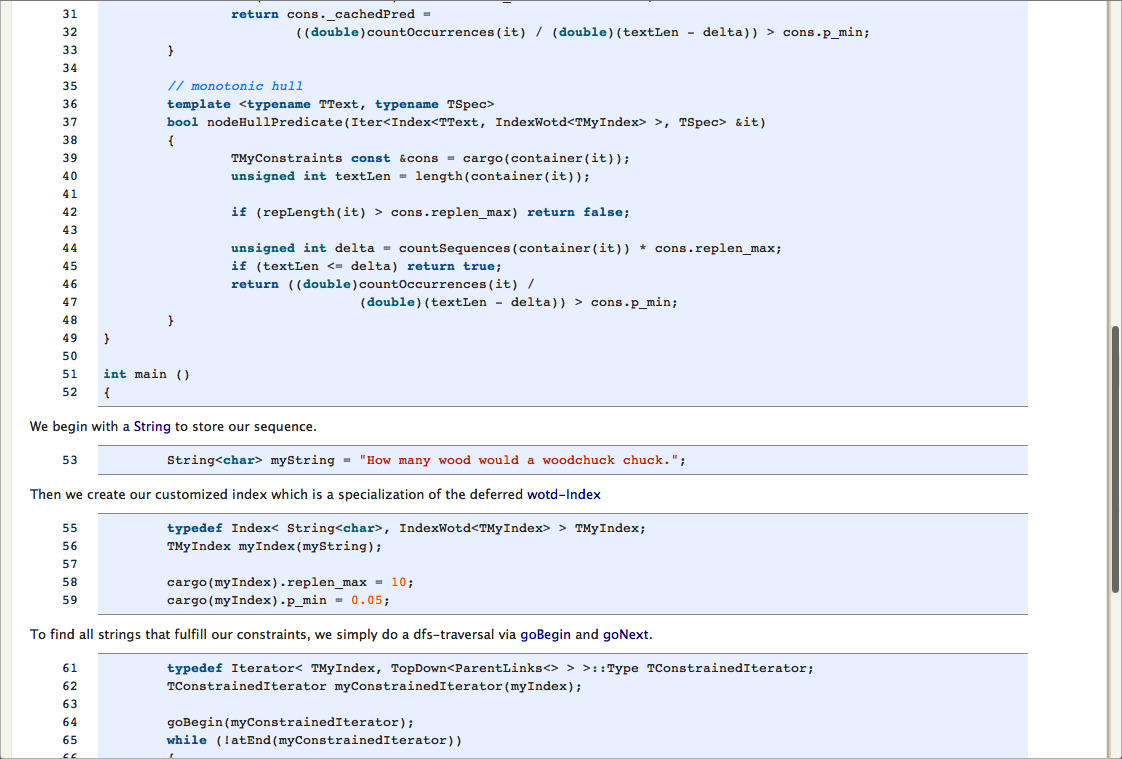 31 return cons._cachedPred =
32 ((double)countOccurrences(it) / (double)(textLen - delta)) > cons.p_min;
33 }
34
35 // monotonic hull
36 template <typename TText, typename TSpec>
37 bool nodeHullPredicate(Iter<Index<TText, IndexWotd<TMyIndex> >, TSpec> &it)
38 {
39 TMyConstraints const &cons = cargo(container(it));
40 unsigned int textLen = length(container(it));
41
42 if (repLength(it) > cons.replen_max) return false;
43
44 unsigned int delta = countSequences(container(it)) * cons.replen_max;
45 if (textLen <= delta) return true;
46 return ((double)countOccurrences(it) /
47 (double)(textLen - delta)) > cons.p_min;
48 }
49 }
50
51 int main ()
52 {
We begin with a String to store our sequence.
53 String<char> myString = "How many wood would a woodchuck chuck.";
Then we create our customized index which is a specialization of the deferred wotd-Index
55 typedef Index< String<char>, IndexWotd<TMyIndex> > TMyIndex;
56 TMyIndex myIndex(myString);
57
58 cargo(myIndex).replen_max = 10;
59 cargo(myIndex).p_min = 0.05;
To find all strings that fulfill our constraints, we simply do a dfs-traversal via goBegin and goNext.
61 typedef Iterator< TMyIndex, TopDown<ParentLinks<> > >::Type TConstrainedIterator;
62 TConstrainedIterator myConstrainedIterator(myIndex);
63
64 goBegin(myConstrainedIterator);
65 while (!atEnd(myConstrainedIterator))
66 {